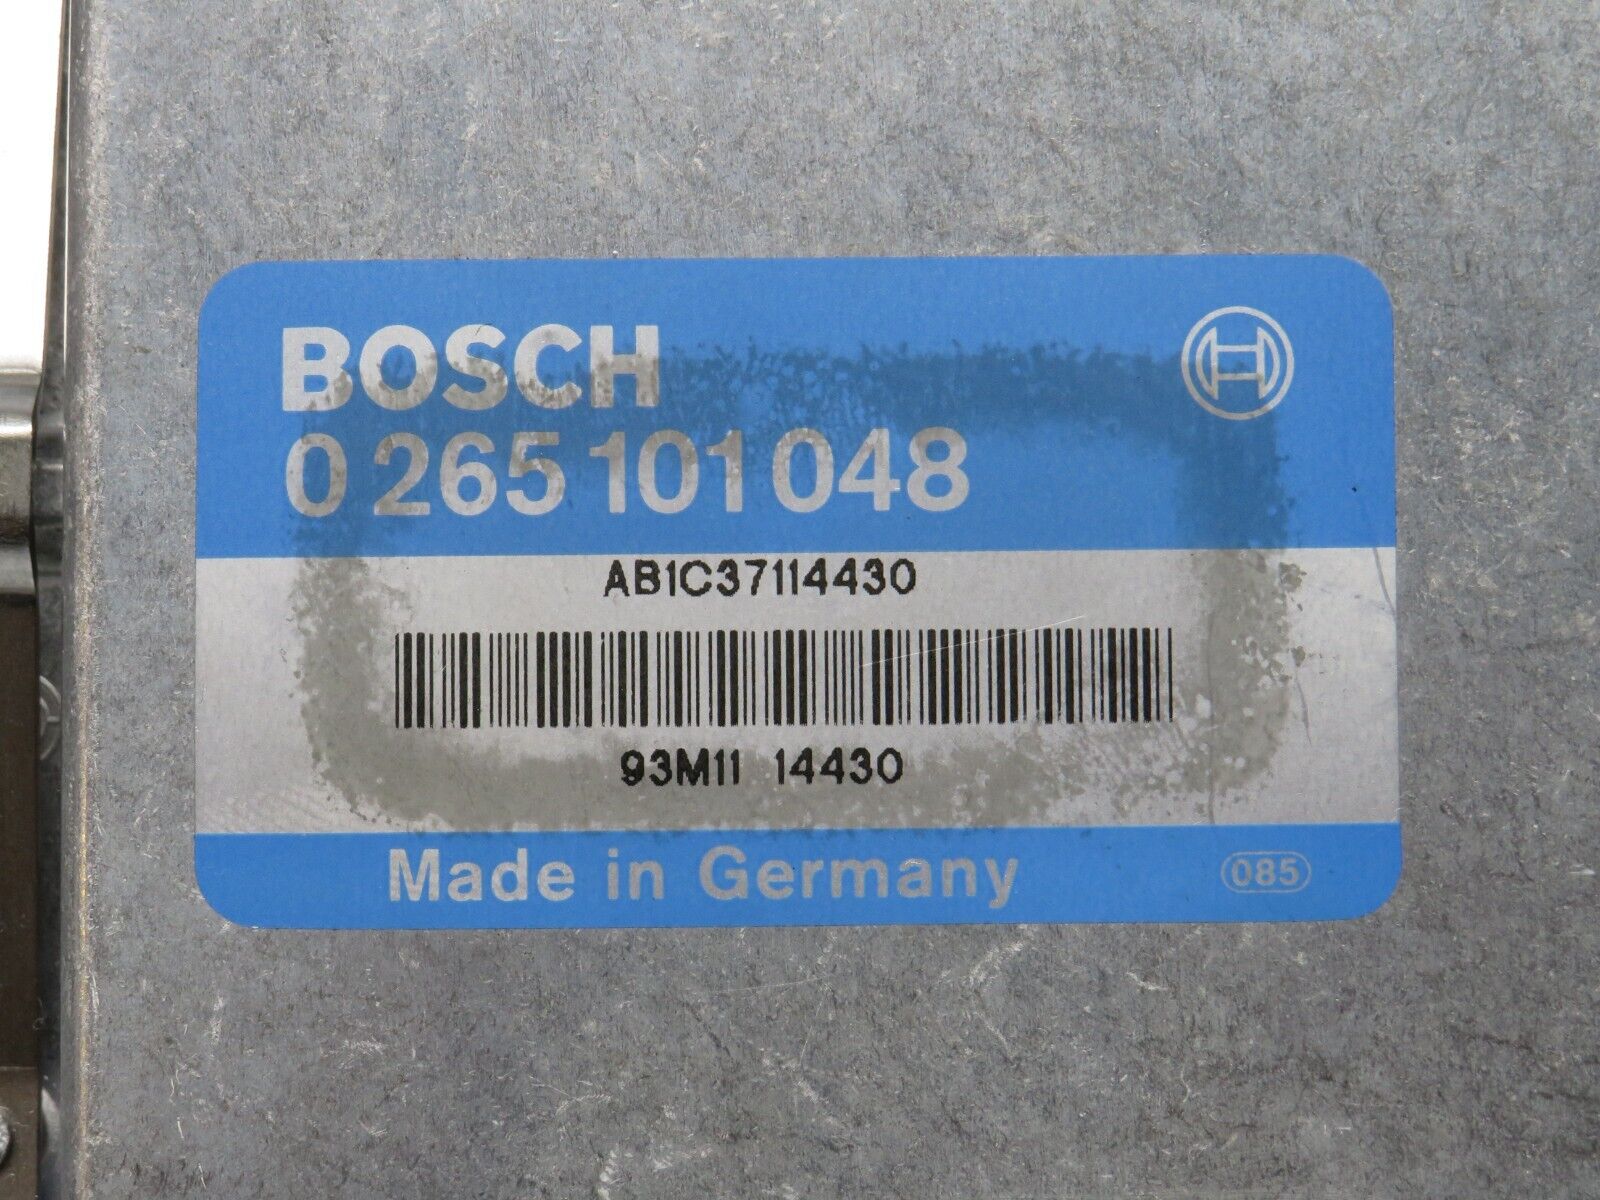 BOSCH
0 265 101 048
AB1C37114430
93M11 14430
Made in Germany
085